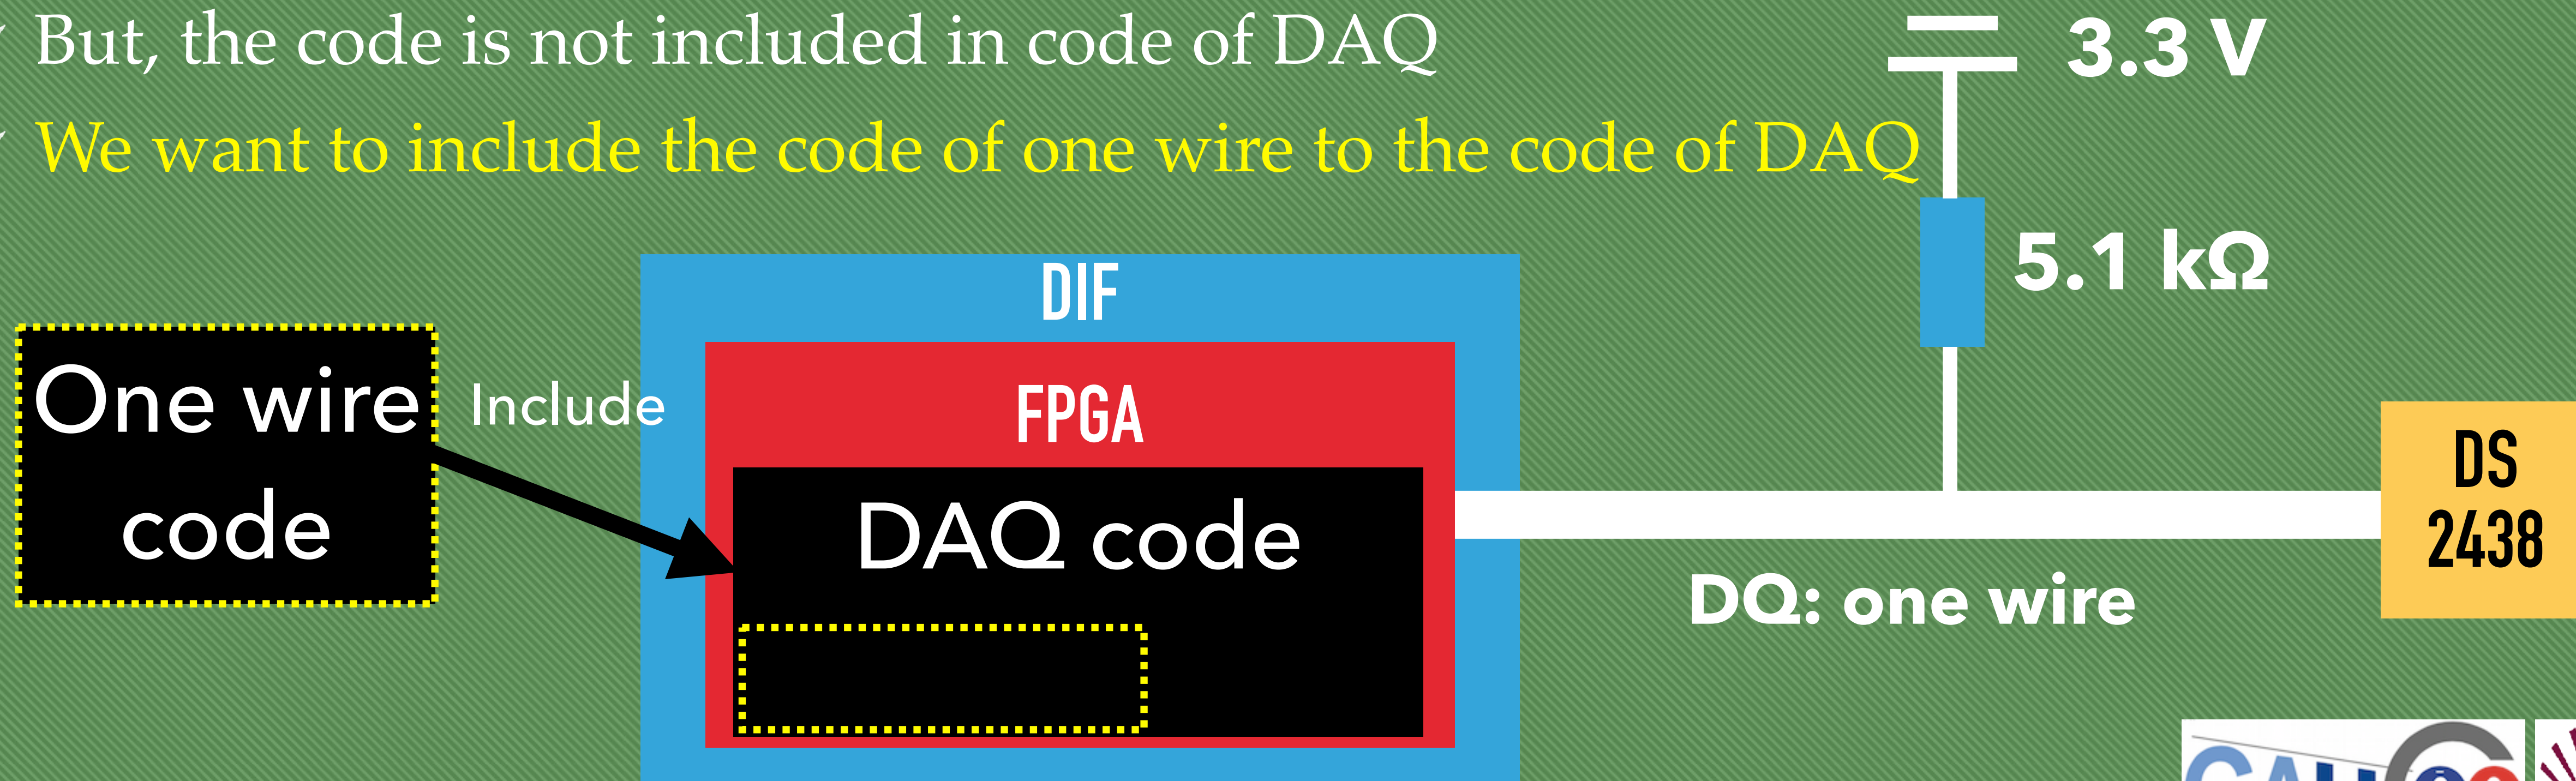 But, the code is not included in code of DAQ
We want to include the code of one wire to the code of DAQ
3.3 V
5.1 kΩ
DIF
FPGA
One wire
code
Include
DAQ code
DS
2438
DQ: one wire